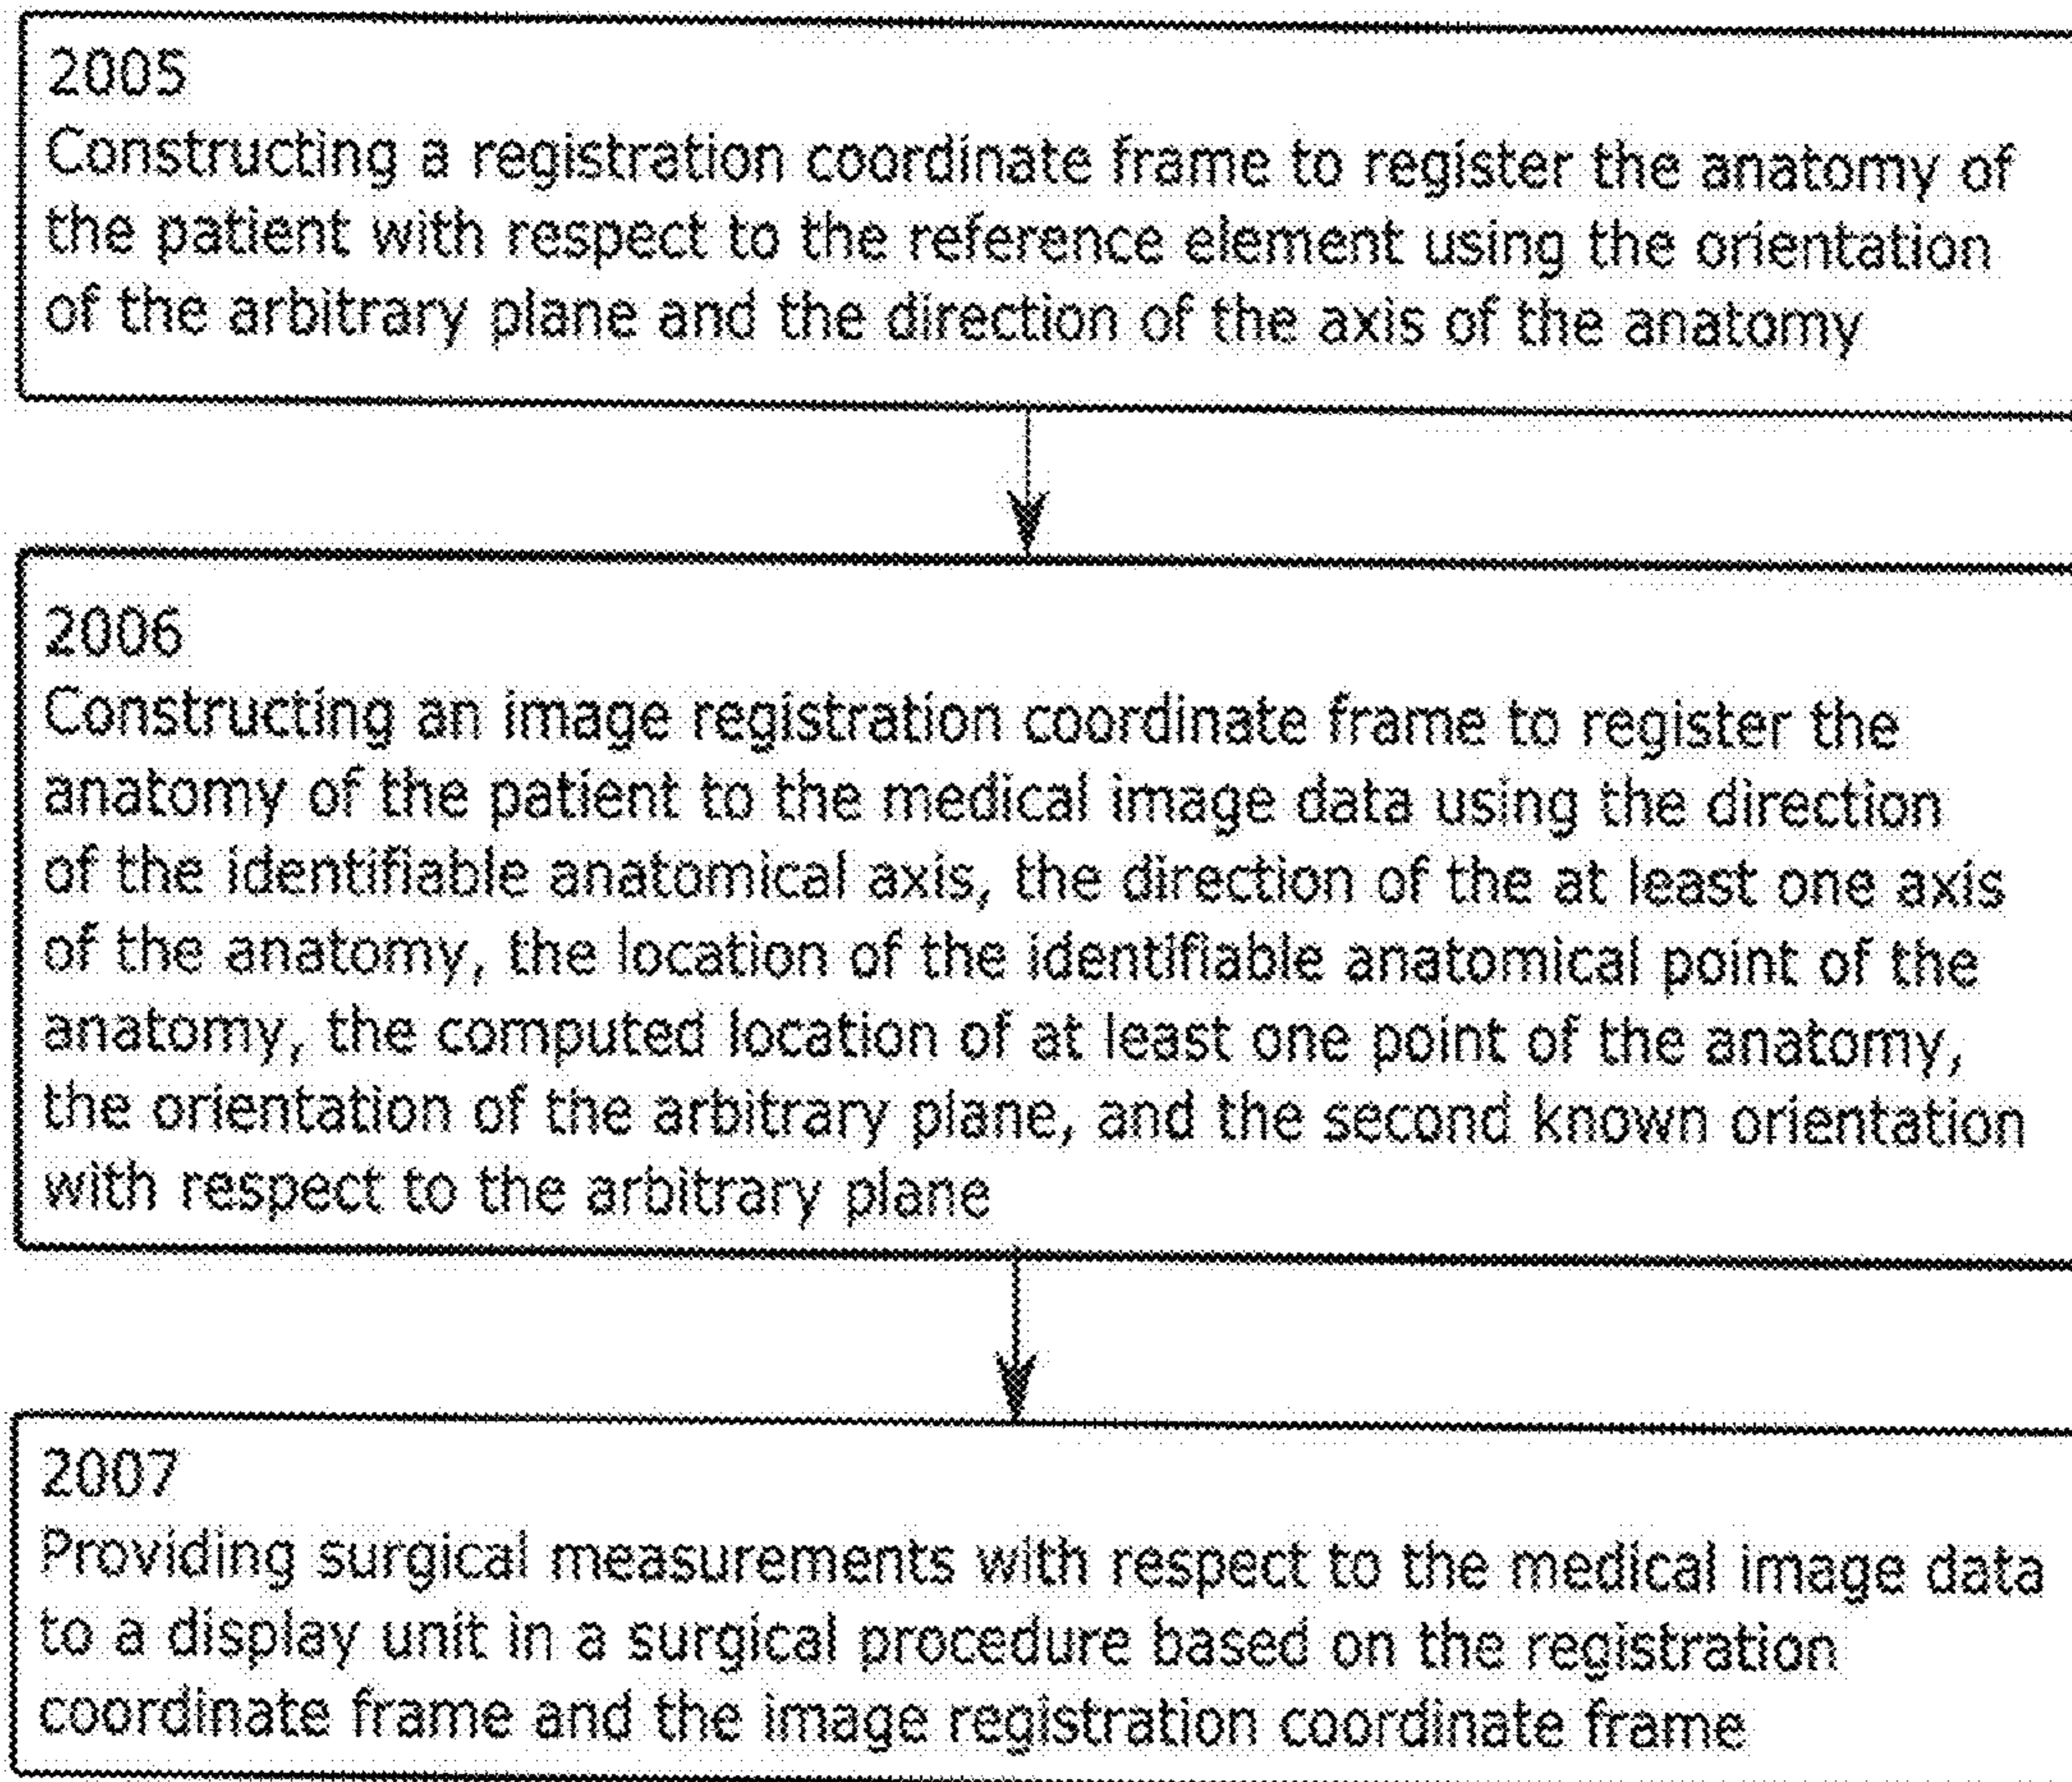 2005
Constructing a registration coordinate frame to register the anatomy of
the patient with respect to the reference element using the orientation
of the arbitrary plane and the direction of the axis of the anatomy
2006
Constructing an image registration coordinate frame to register the
anatomy of the patient to the medical image data using the direction
of the identifiable anatomical axis, the direction of the at least one axis
of the anatomy, the location of the identifiable anatomical point of the
anatomy, the computed location of at least one point of the anatomy,
the orientation of the arbitrary plane, and the second known orientation
with respect to the arbitrary plane
2007
Providing surgical measurements with respect to the medical image data
to a display unit in a surgical procedure based on the registration
coordinate frame and the image registration coordinate frame